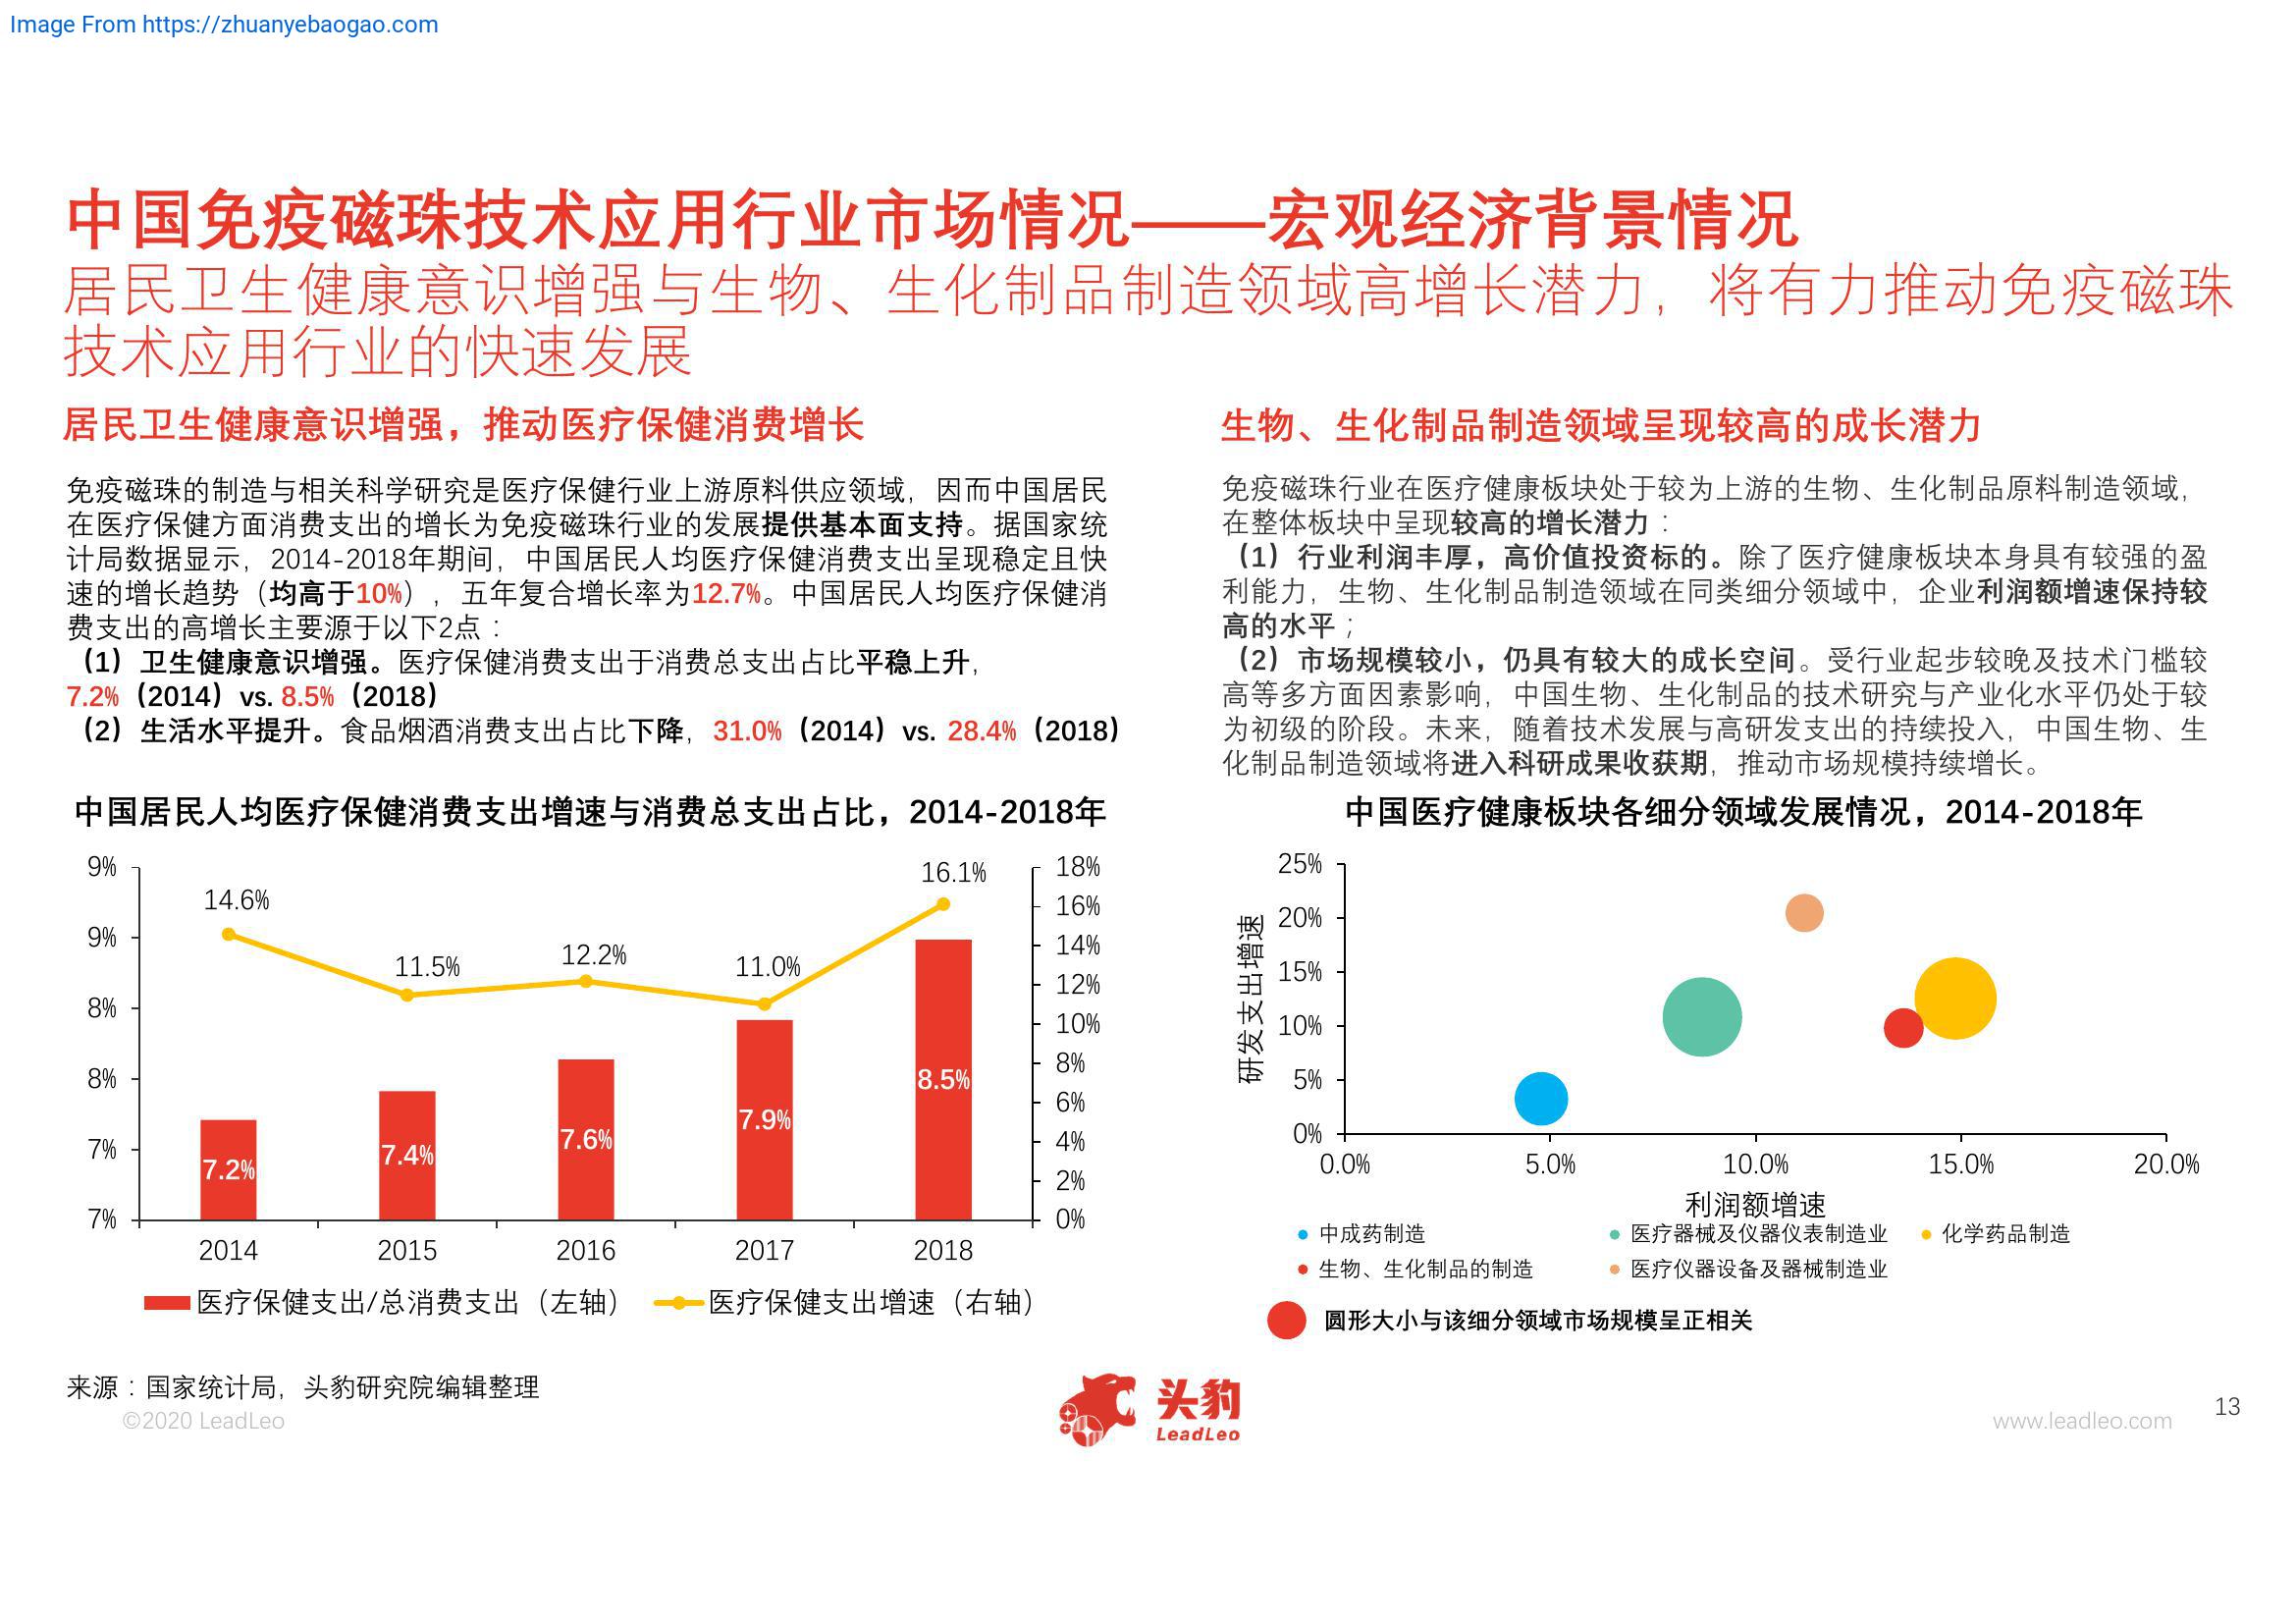 Image From https://zhuanyebaogao.com
中国免疫磁珠技术应用行业市场情况——宏观经济背景情况
居民卫生健康意识增强与生物、生化制品制造领域高增长潜力，将有力推动免疫磁珠
技术应用行业的快速发展
居民卫生健康意识增强，推动医疗保健消费增长
免疫磁珠的制造与相关科学研究是医疗保健行业上游原料供应领域，因而中国居民
在医疗保健方面消费支出的增长为免疫磁珠行业的发展提供基本面支持。据国家统
计局数据显示，2014-2018年期间，中国居民人均医疗保健消费支出呈现稳定且快
速的增长趋势（均高于10%），五年复合增长率为12.7%。中国居民人均医疗保健消
费支出的高增长主要源于以下2点：
（1）卫生健康意识增强。医疗保健消费支出于消费总支出占比平稳上升，
7.2%（2014）vs. 8.5%（2018）
（2）生活水平提升。食品烟酒消费支出占比下降，31.0%（2014）vs. 28.4%（2018）
中国居民人均医疗保健消费支出增速与消费总支出占比，2014-2018年
9%
9%
8%
8%
7%
7%
14.6%
11.5%
12.2%
11.0%
16.1%
7.2%
7.4%
7.6%
7.9%
8.5%
18%
16%
14%
12%
10%
8%
6%
4%
2%
0%
2014 2015 2016 2017 2018
医疗保健支出/总消费支出（左轴） 医疗保健支出增速（右轴）
生物、生化制品制造领域呈现较高的成长潜力
免疫磁珠行业在医疗健康板块处于较为上游的生物、生化制品原料制造领域，
在整体板块中呈现较高的增长潜力：
（1）行业利润丰厚，高价值投资标的。除了医疗健康板块本身具有较强的盈
利能力，生物、生化制品制造领域在同类细分领域中，企业利润额增速保持较
高的水平；
（2）市场规模较小，仍具有较大的成长空间。受行业起步较晚及技术门槛较
高等多方面因素影响，中国生物、生化制品的技术研究与产业化水平仍处于较
为初级的阶段。未来，随着技术发展与高研发支出的持续投入，中国生物、生
化制品制造领域将进入科研成果收获期，推动市场规模持续增长。
中国医疗健康板块各细分领域发展情况，2014-2018年
研发支出增速
25%
20%
15%
10%
5%
0%
0.0% 5.0% 10.0% 15.0% 20.0%
利润额增速
中成药制造 医疗器械及仪器仪表制造业 化学药品制造
生物、生化制品的制造 医疗仪器设备及器械制造业
圆形大小与该细分领域市场规模呈正相关
来源：国家统计局，头豹研究院编辑整理
©2020 LeadLeo
头豹
LeadLeo
www.leadleo.com
13